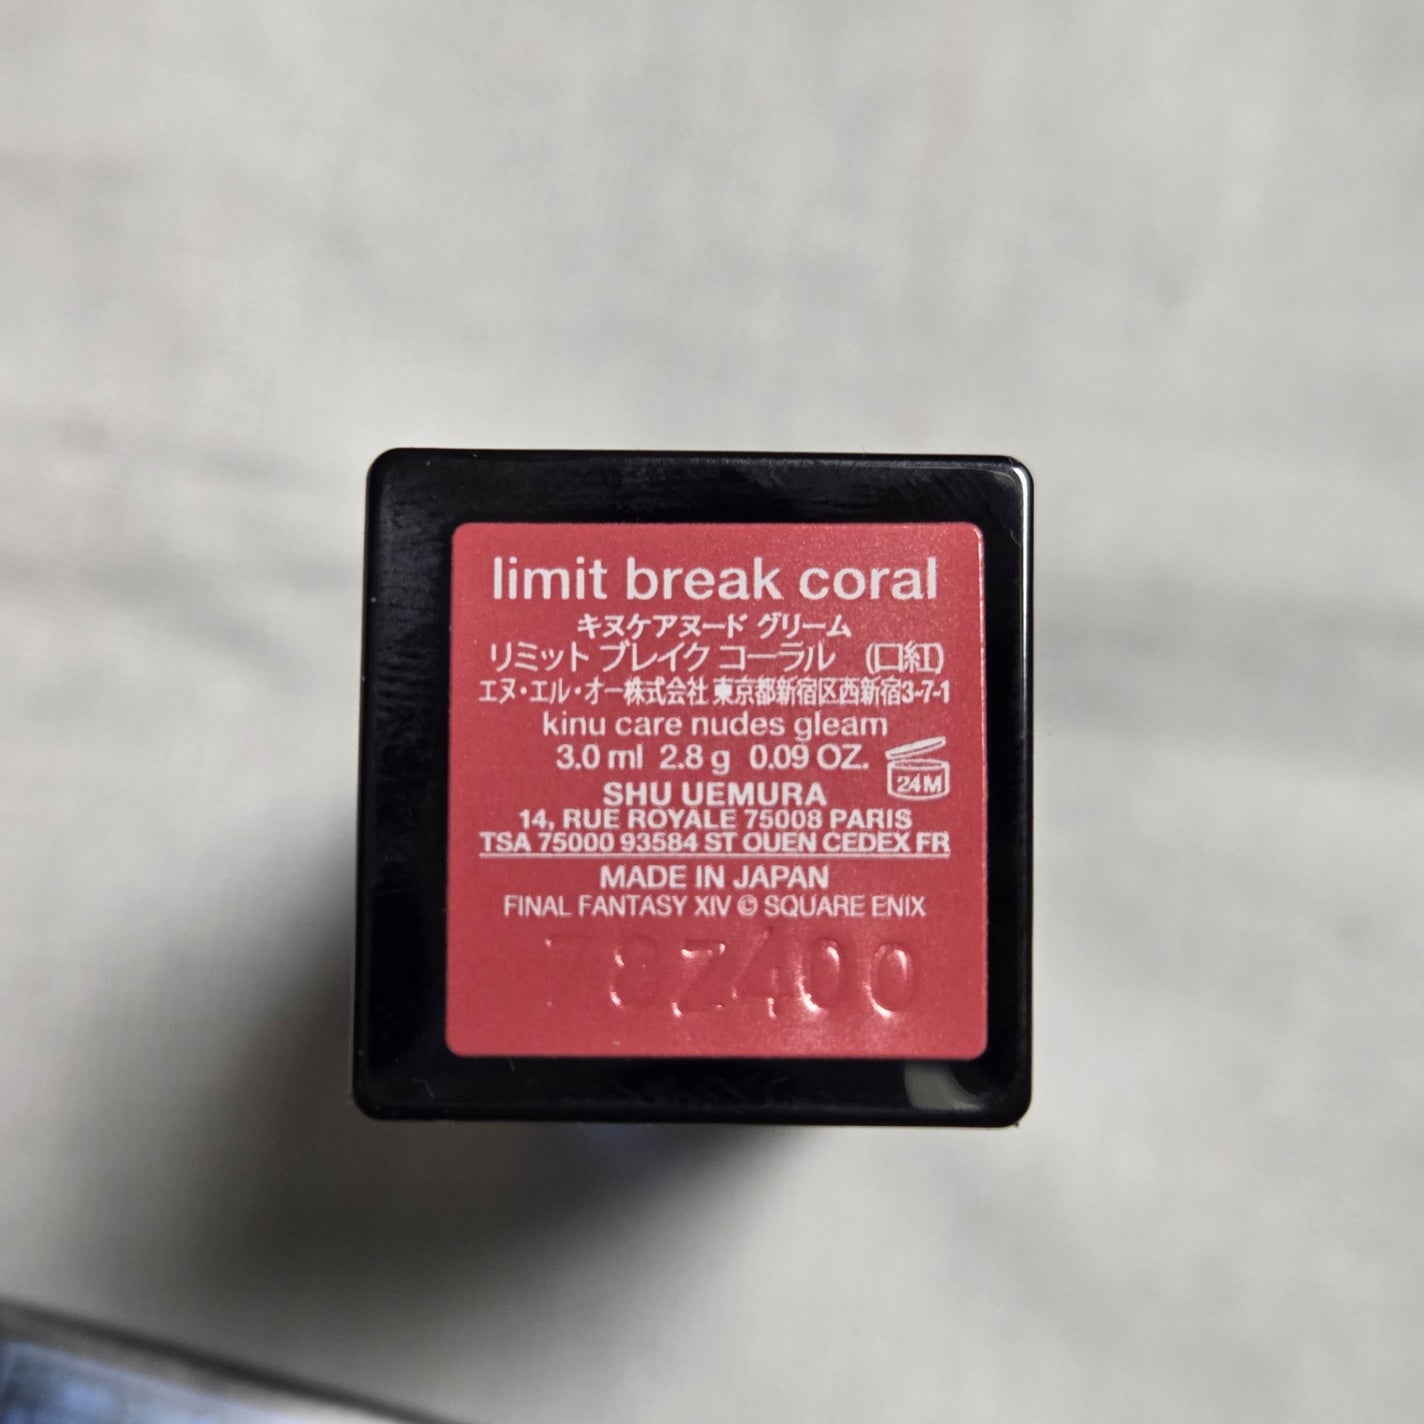 limit break coral
キヌケアヌード グリーム
リミット ブレイク コーラル (口紅)
エヌ・エル・オー株式会社 東京都新宿区西新宿3-7-1
kinu care nudes gleam
3.0 ml 2.8 g 0.09 OZ.
24M
SHU UEMURA
14, RUE ROYALE 75008 PARIS
TSA 75000 93584 ST OUEN CEDEX FR
MADE IN JAPAN
FINAL FANTASY XIV © SQUARE ENIX
78Z400